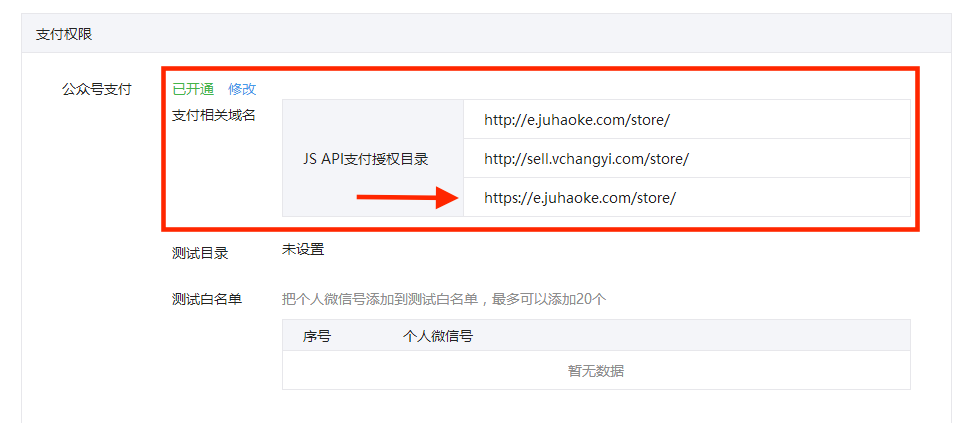 支付权限
公众号支付 已开通 修改
支付相关域名
JS API支付授权目录
http://e.juhaoke.com/store/
http://sell.vchangyi.com/store/
https://e.juhaoke.com/store/
测试目录 未设置
测试白名单 把个人微信号添加到测试白名单，最多可以添加20个
序号 个人微信号
暂无数据